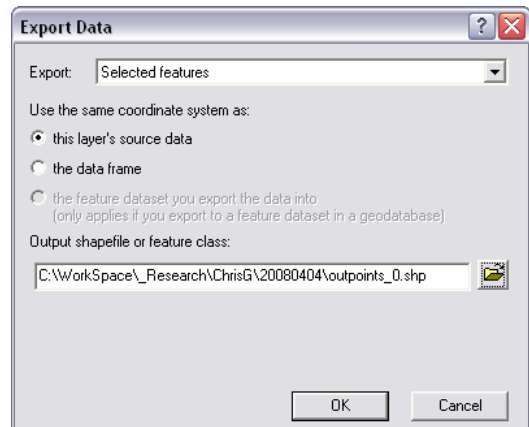 Export Data
Export: Selected features
Use the same coordinate system as:
this layer's source data
the data frame
the feature dataset you export the data into
(only applies if you export to a feature dataset in a geodatabase)
Output shapefile or feature class:
C:\WorkSpace\_Research\ChrisG\20080404\outpoints_0.shp
OK Cancel